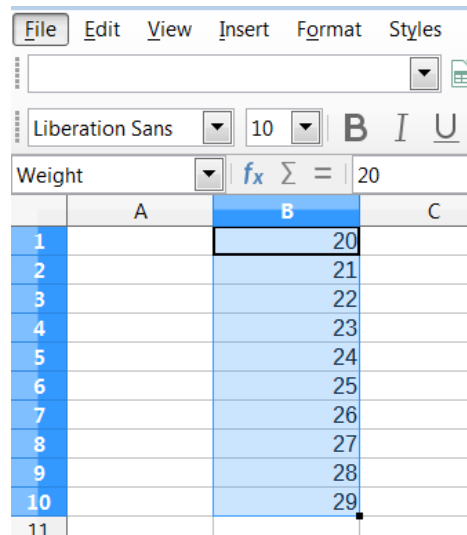 File Edit View Insert Format Styles
Liberation Sans 10 B I U
Weight fx Σ = 20
A B C
1 20
2 21
3 22
4 23
5 24
6 25
7 26
8 27
9 28
10 29
11